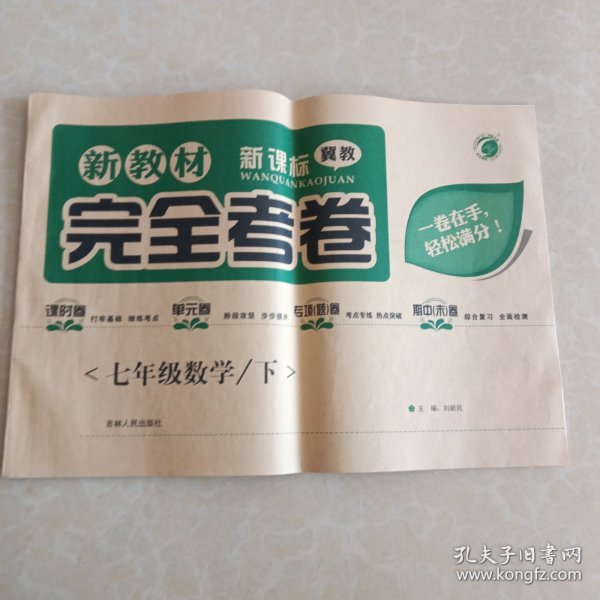 新教材
新课标 冀教
WANQUANKAOJUAN
完全考卷
一卷在手,
轻松满分!
课时卷 打牢基础 细练考点
单元卷 阶段攻坚 步步提升
专项(题)卷 考点专练 热点突破
期中(末)卷 综合复习 全面检测
<七年级数学/下>
主编:刘新民
吉林人民出版社
孔夫子旧书网
www.kongfz.com